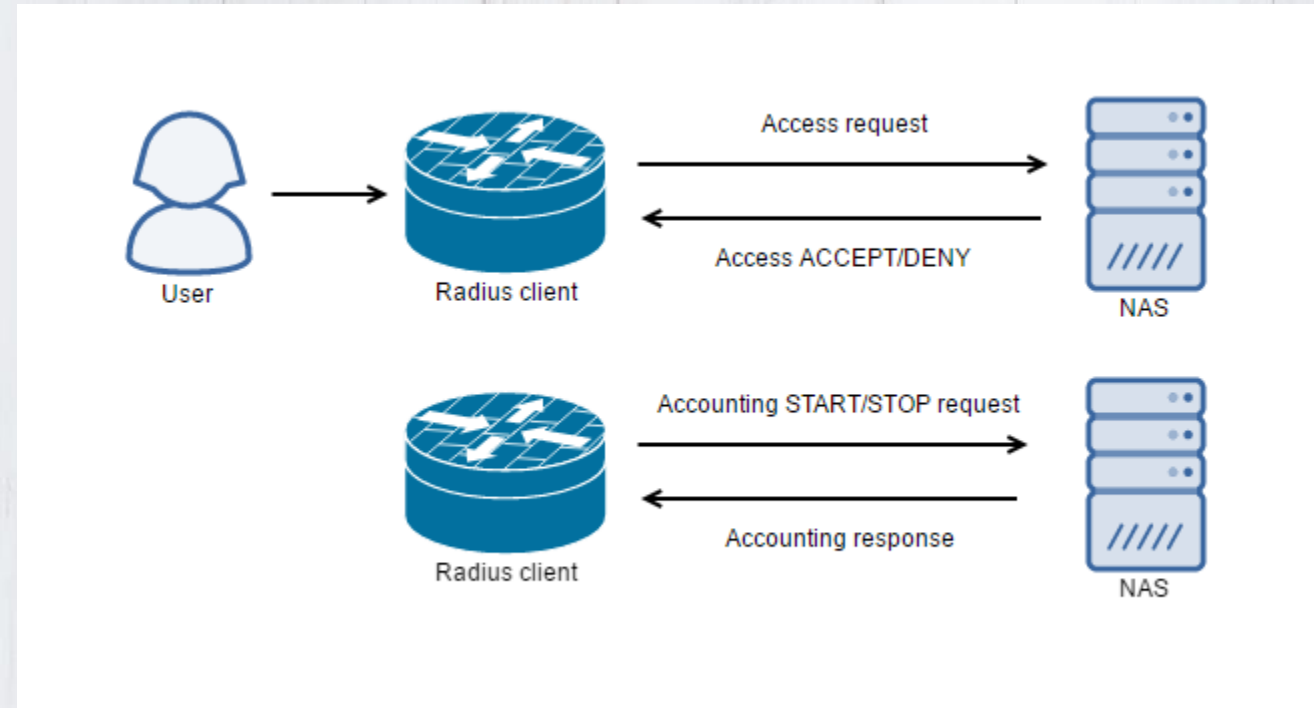 Access request
Access ACCEPT/DENY
User
Radius client
NAS
Accounting START/STOP request
Accounting response
Radius client
NAS